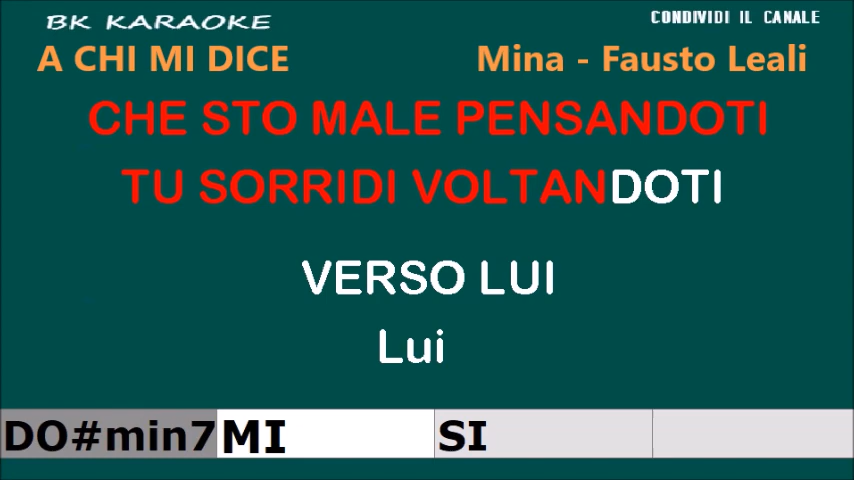 BK KARAOKE
CONDIVIDI IL CANALE
A CHI MI DICE
Mina - Fausto Leali
CHE STO MALE PENSANDOTI
TU SORRIDI VOLTANDOTI
VERSO LUI
Lui
DO#min7 MI SI